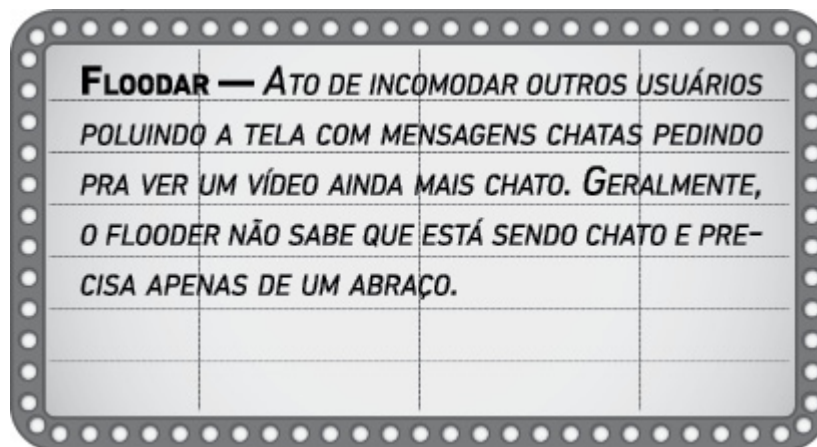 FLOODAR — ATO DE INCOMODAR OUTROS USUÁRIOS
POLUINDO A TELA COM MENSAGENS CHATAS PEDINDO
PRA VER UM VÍDEO AINDA MAIS CHATO. GERALMENTE,
O FLOODER NÃO SABE QUE ESTÁ SENDO CHATO E PRE-
CISA APENAS DE UM ABRAÇO.